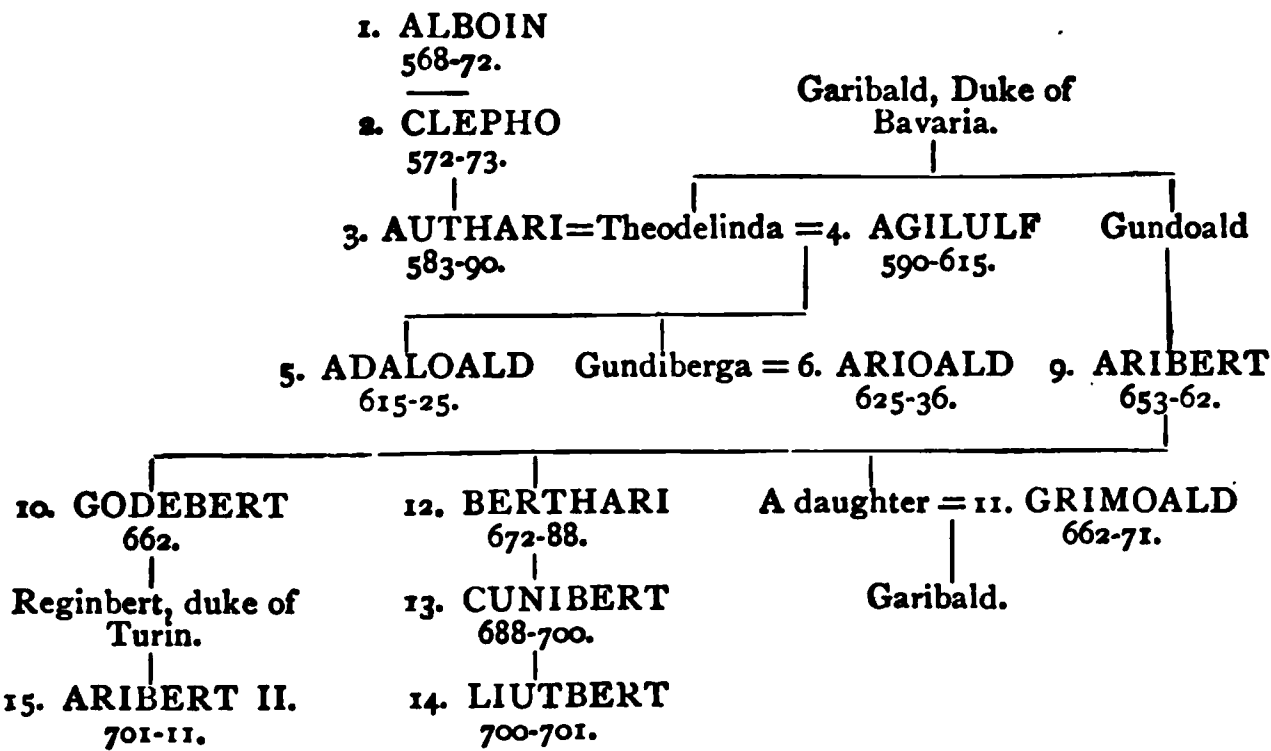 1. ALBOIN
568-72.
Garibald, Duke of
Bavaria.
2. CLEPHO
572-73.
3. AUTHARI=Theodelinda =4. AGILULF Gundoald
583-90. 590-615.
5. ADALOALD Gundiberga = 6. ARIOALD 9. ARIBERT
615-25. 625-36. 653-62.
10. GODEBERT 12. BERTHARI A daughter = 11. GRIMOALD
662. 672-88. 662-71.
Reginbert, duke of
Turin.
13. CUNIBERT
688-700.
Garibald.
15. ARIBERT II. 14. LIUTBERT
701-11. 700-701.